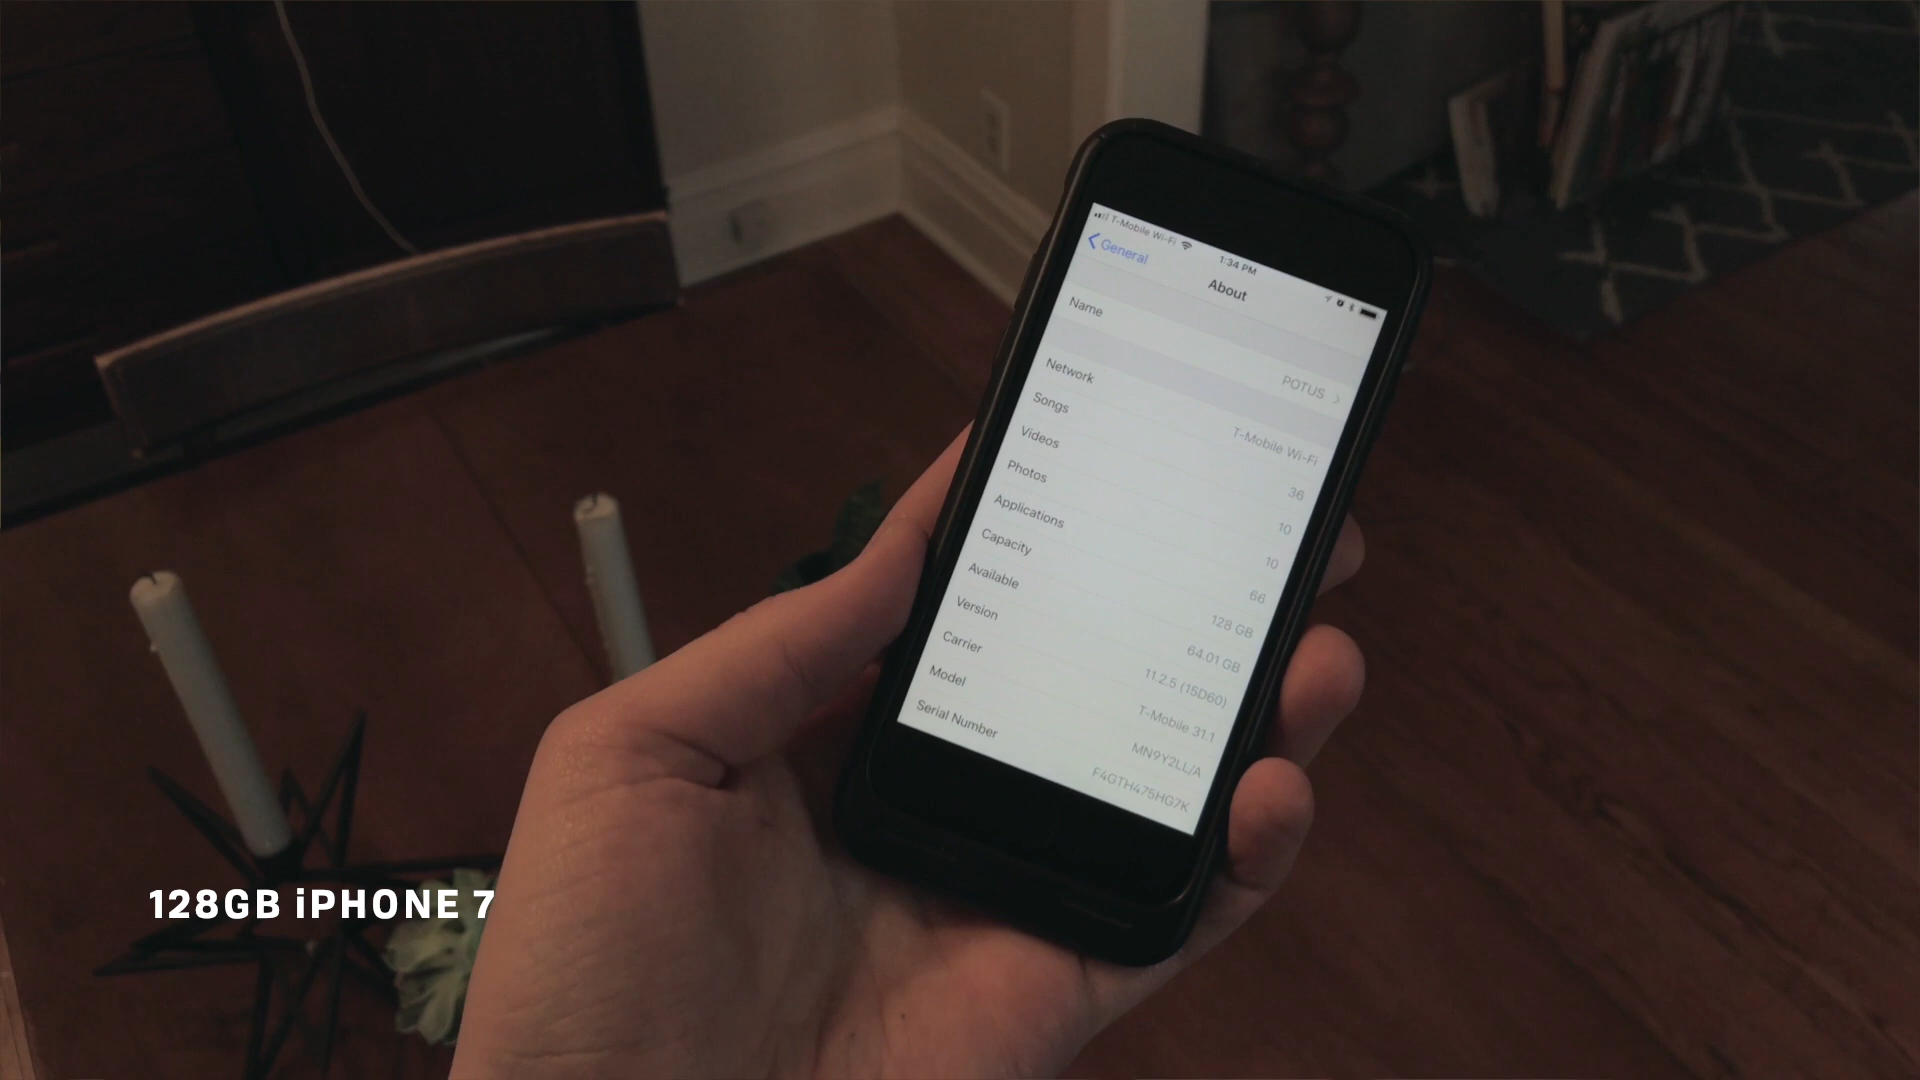 T-Mobile Wi-Fi
1:34 PM
General
About
Name
POTUS
Network
T-Mobile Wi-Fi
Songs
36
Videos
10
Photos
10
Applications
66
Capacity
128 GB
Available
64.01 GB
Version
11.2.5 (15D60)
Carrier
T-Mobile 31.1
Model
MN9Y2LL/A
Serial Number
F4GTH475HG7K
128GB iPHONE 7